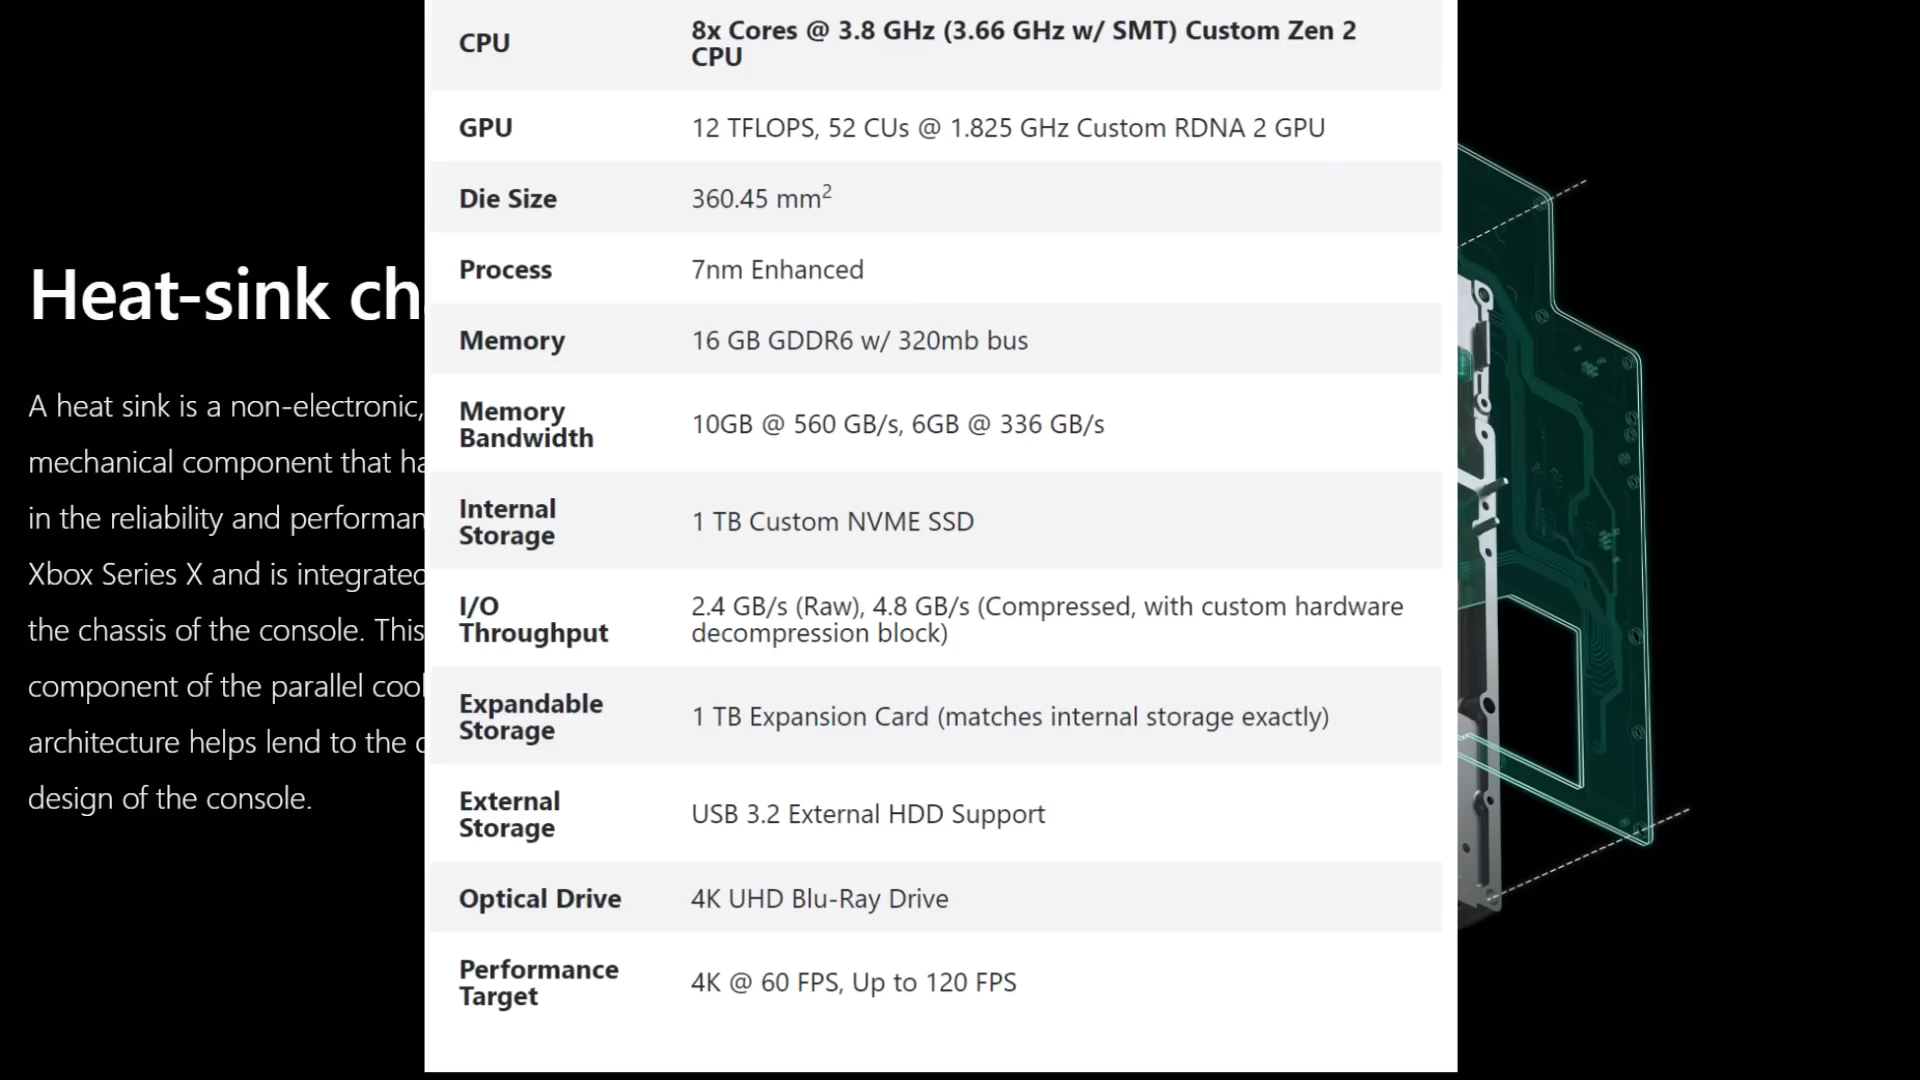 Heat-sink
A heat sink is a non-electronic,
mechanical component that
in the reliability and
Xbox Series X and is
the chassis of the console. This
component of the parallel
architecture helps lend to the
design of the console.
CPU
8x Cores @ 3.8 GHz (3.66 GHz w/ SMT) Custom Zen 2
CPU
GPU
12 TFLOPS, 52 CUs @ 1.825 GHz Custom RDNA 2 GPU
Die Size
360.45 mm²
Process
7nm Enhanced
Memory
16 GB GDDR6 w/ 320mb bus
Memory
Bandwidth
10GB @ 560 GB/s, 6GB @ 336 GB/s
Internal
Storage
1 TB Custom NVME SSD
I/O
Throughput
2.4 GB/s (Raw), 4.8 GB/s (Compressed, with custom hardware
decompression block)
Expandable
Storage
1 TB Expansion Card (matches internal storage exactly)
External
Storage
USB 3.2 External HDD Support
Optical Drive
4K UHD Blu-Ray Drive
Performance
Target
4K @ 60 FPS, Up to 120 FPS